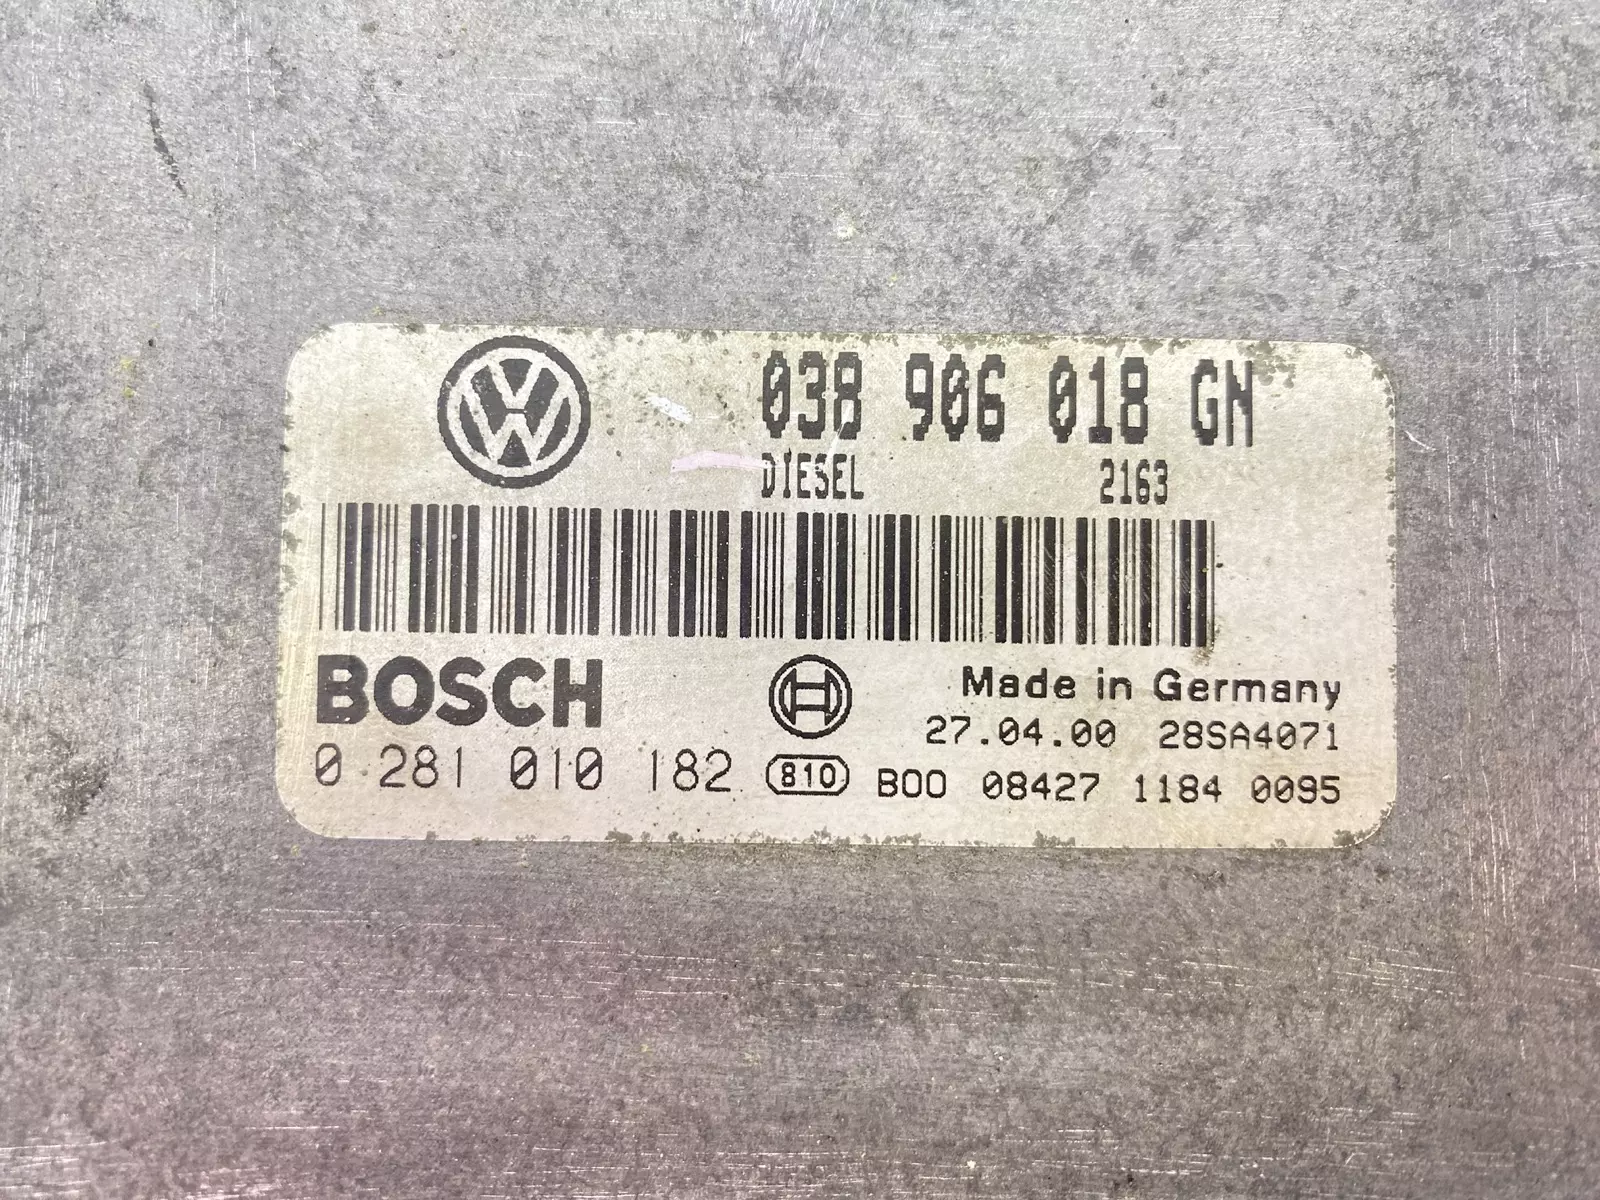 038 906 018 GN
DIESEL 2163
BOSCH
Made in Germany
27.04.00 28SA4071
0 281 010 182 810 B00 08427 1184 0095